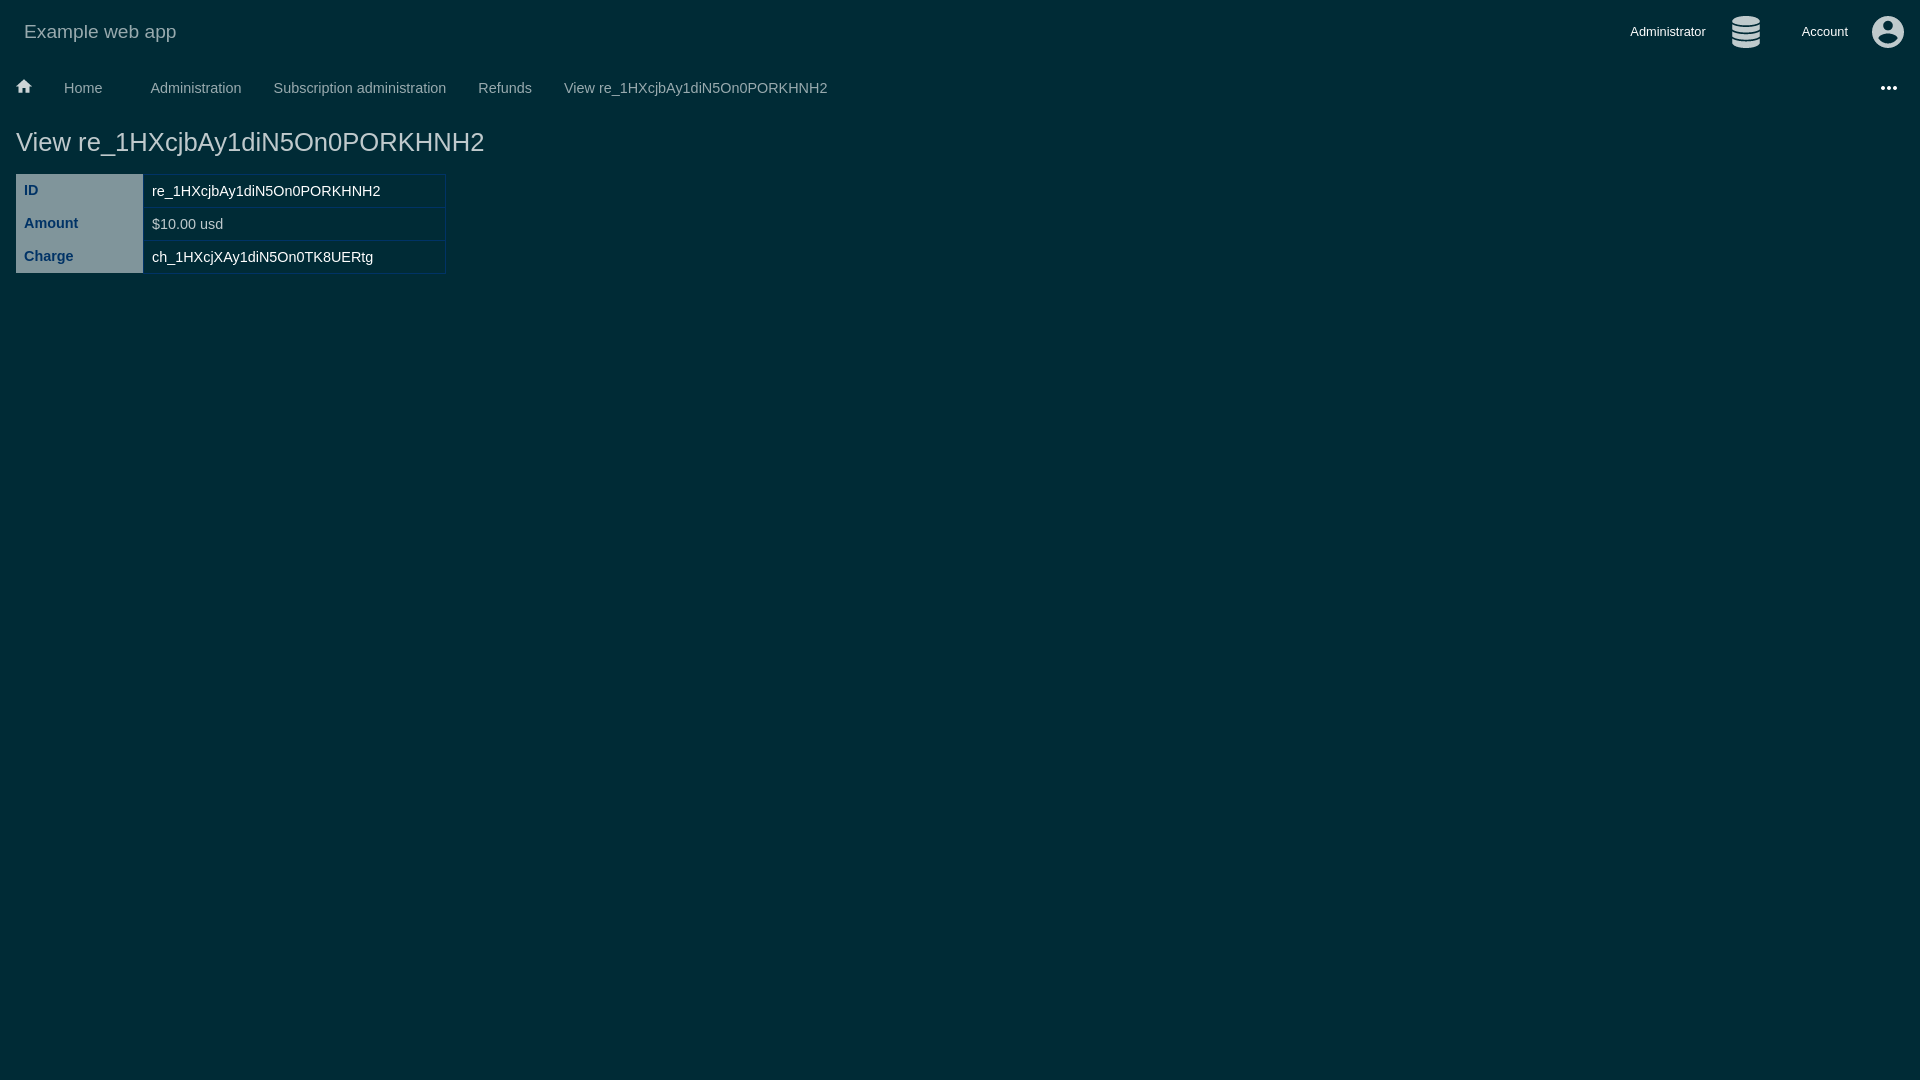 Example web app
Administrator Account
Home Administration Subscription administration Refunds View re_1HXcjbAy1diN5On0PORKHNH2
View re_1HXcjbAy1diN5On0PORKHNH2
ID re_1HXcjbAy1diN5On0PORKHNH2
Amount $10.00 usd
Charge ch_1HXcjXAy1diN5On0TK8UERtg